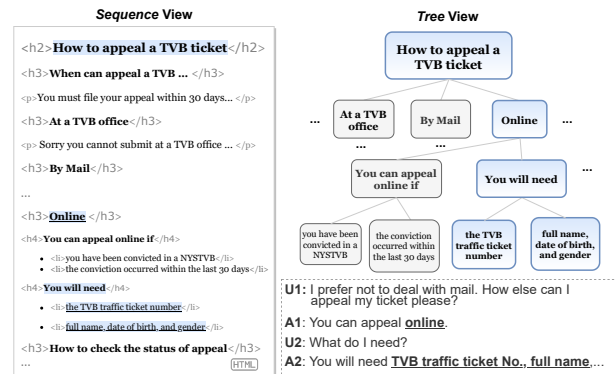 Sequence View
<h2>How to appeal a TVB ticket</h2>
<h3>When can appeal a TVB ... </h3>
<p>You must file your appeal within 30 days... </p>
<h3>At a TVB office</h3>
<p> Sorry you cannot submit at a TVB office ... </p>
<h3>By Mail</h3>
...
<h3>Online </h3>
<h4>You can appeal online if</h4>
• <li>you have been convicted in a NYSTVB</li>
• <li>the conviction occurred within the last 30 days</li>
<h4>You will need</h4>
• <li>the TVB traffic ticket number</li>
• <li>full name, date of birth, and gender</li>
<h3>How to check the status of appeal</h3>
...
HTML
Tree View
How to appeal a
TVB ticket
...
At a TVB
office
By Mail
Online
...
...
...
You can appeal
online if
You will need
...
you have been
convicted in a
NYSTVB
the conviction
occurred within
the last 30 days
the TVB
traffic ticket
number
full name,
date of birth,
and gender
U1: I prefer not to deal with mail. How else can I
appeal my ticket please?
A1: You can appeal online.
U2: What do I need?
A2: You will need TVB traffic ticket No., full name,...